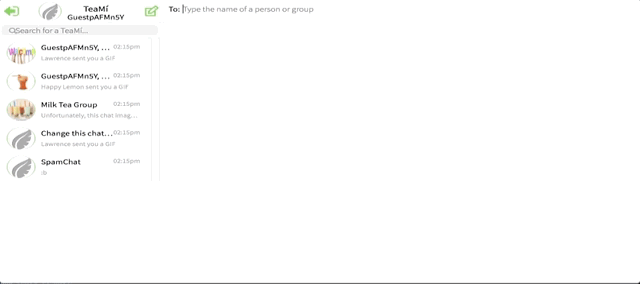 TeaMí
GuestpAFMn5Y
To: Type the name of a person or group
Search for a TeaMí...
GuestpAFMn5Y, ... 02:15pm
Lawrence sent you a GIF
GuestpAFMn5Y, ... 02:15pm
Happy Lemon sent you a GIF
Milk Tea Group 02:15pm
Unfortunately, this chat imag...
Change this chat... 02:15pm
Lawrence sent you a GIF
SpamChat 02:15pm